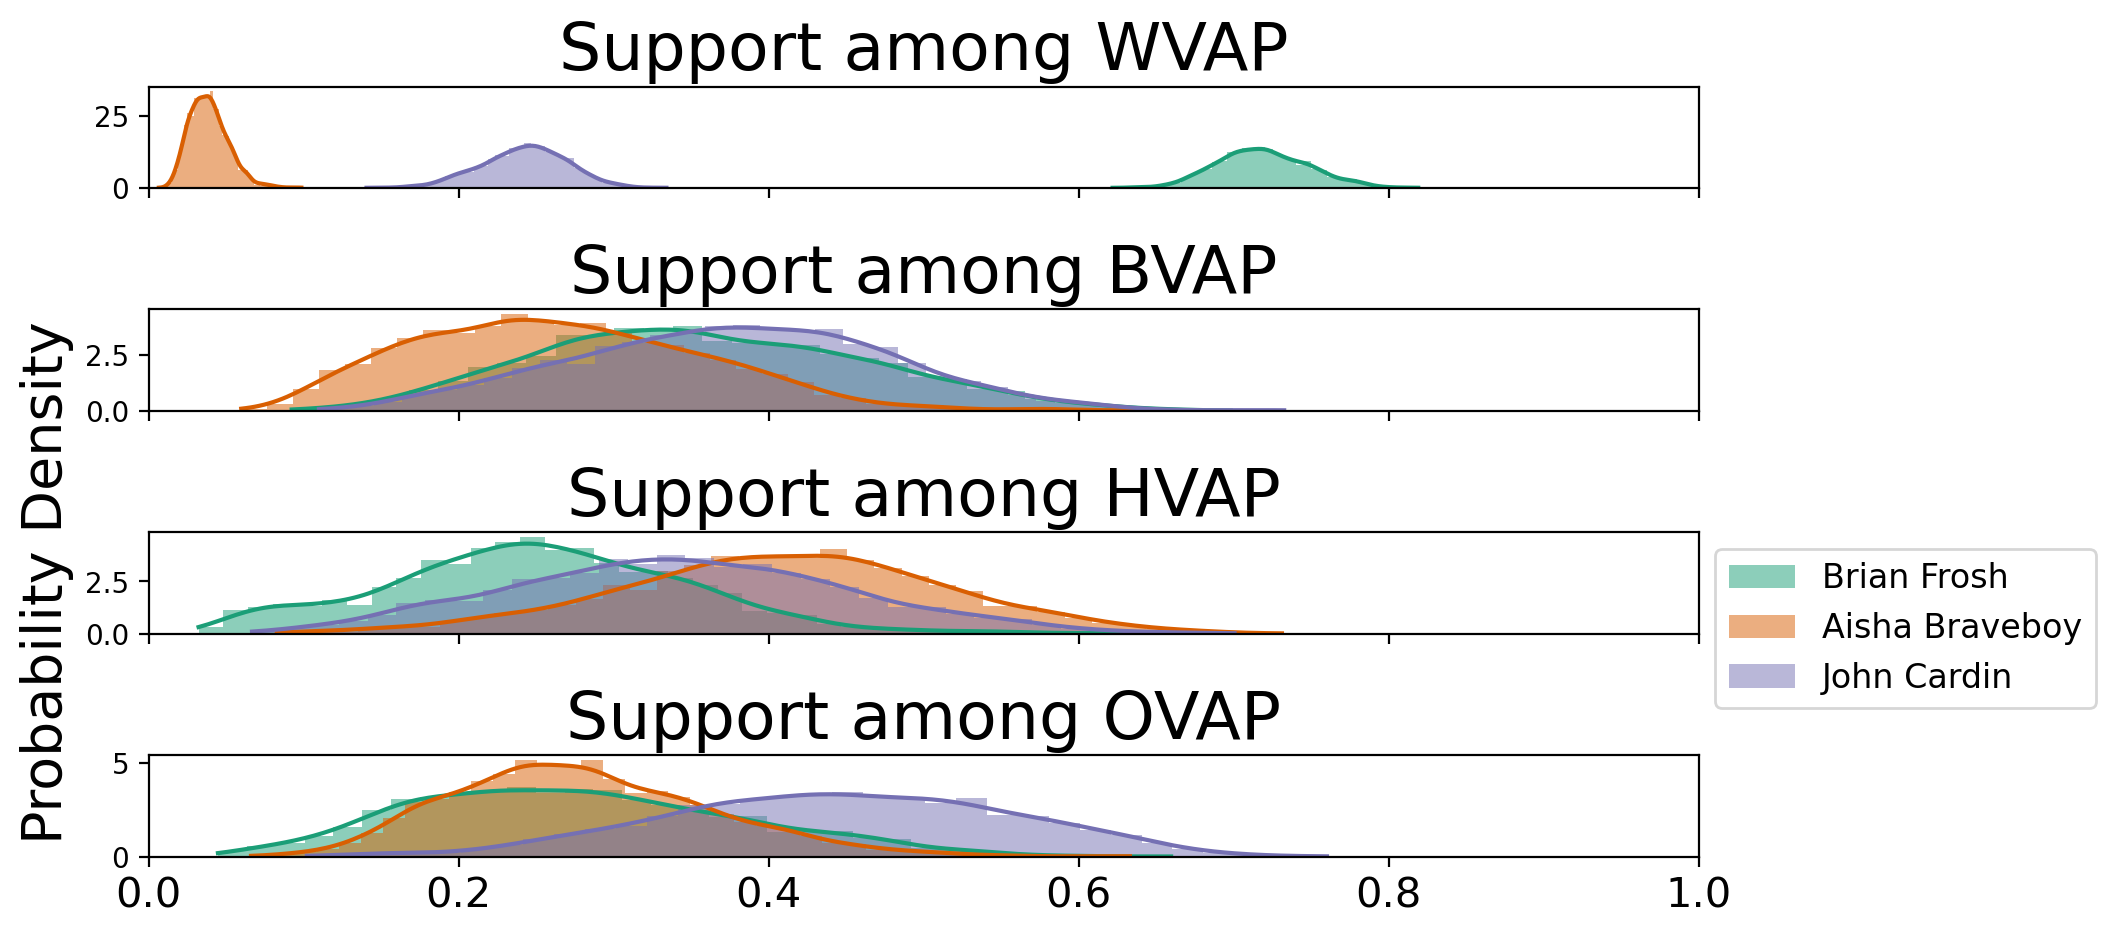 Support among WVAP
25
0
Support among BVAP
2.5
0.0
Support among HVAP
2.5
0.0
Support among OVAP
5
0
0.0 0.2 0.4 0.6 0.8 1.0
Probability Density
Brian Frosh
Aisha Braveboy
John Cardin